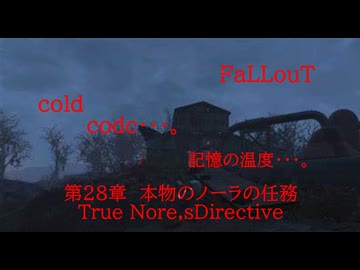 FaLLouT
cold
codc・・・。
記憶の温度・・・。
第28章 本物のノーラの任務
True Nore,sDirective